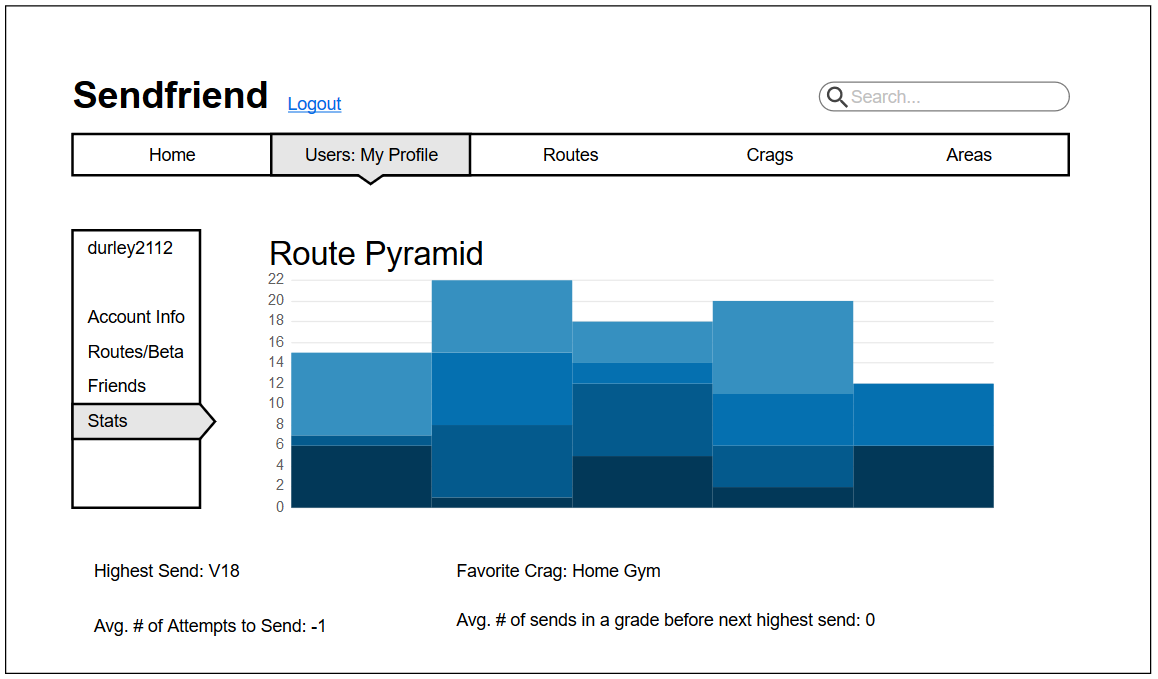 Sendfriend Logout Search...
Home Users: My Profile Routes Crags Areas
durley2112
Account Info
Routes/Beta
Friends
Stats
Route Pyramid
22
20
18
16
14
12
10
8
6
4
2
0
Highest Send: V18
Favorite Crag: Home Gym
Avg. # of Attempts to Send: -1
Avg. # of sends in a grade before next highest send: 0